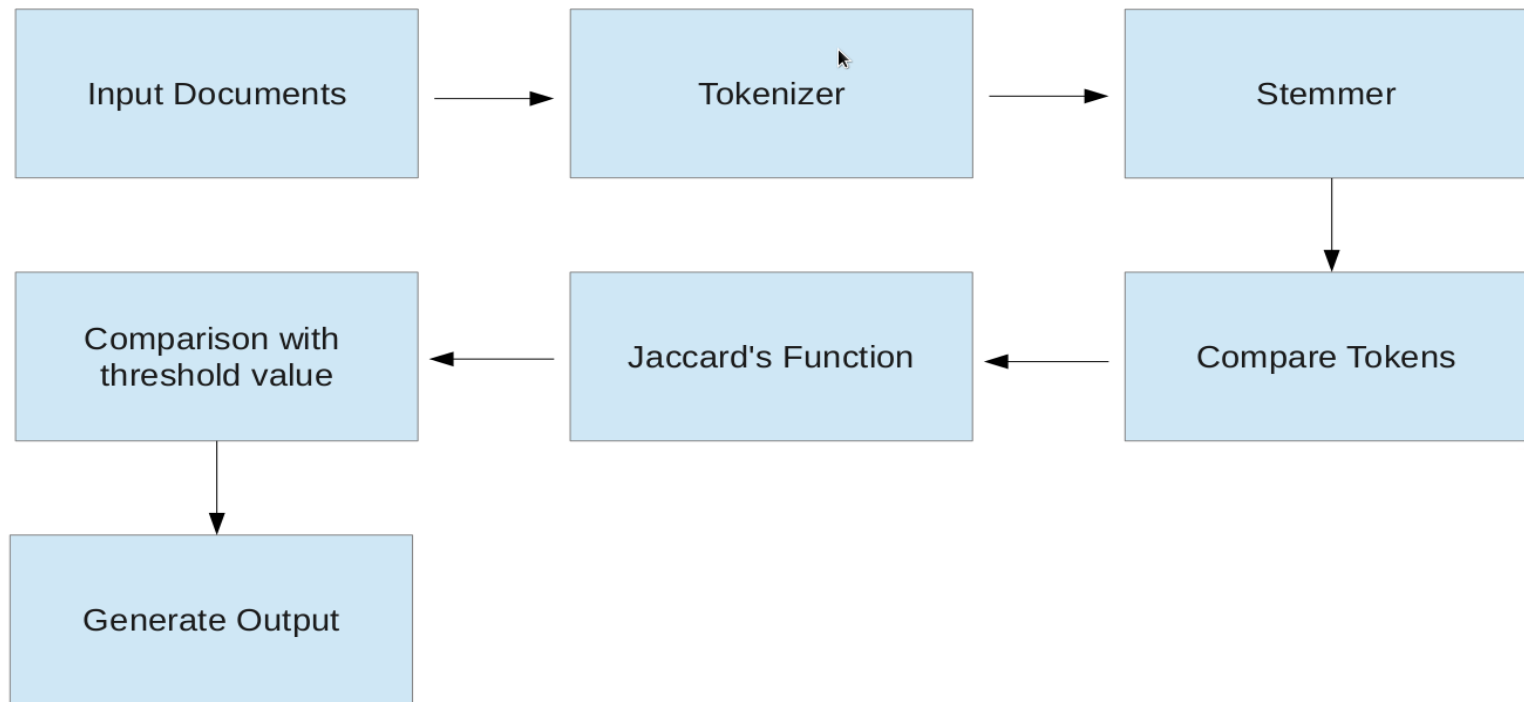 Input Documents
Tokenizer
Stemmer
Compare Tokens
Jaccard's Function
Comparison with
threshold value
Generate Output